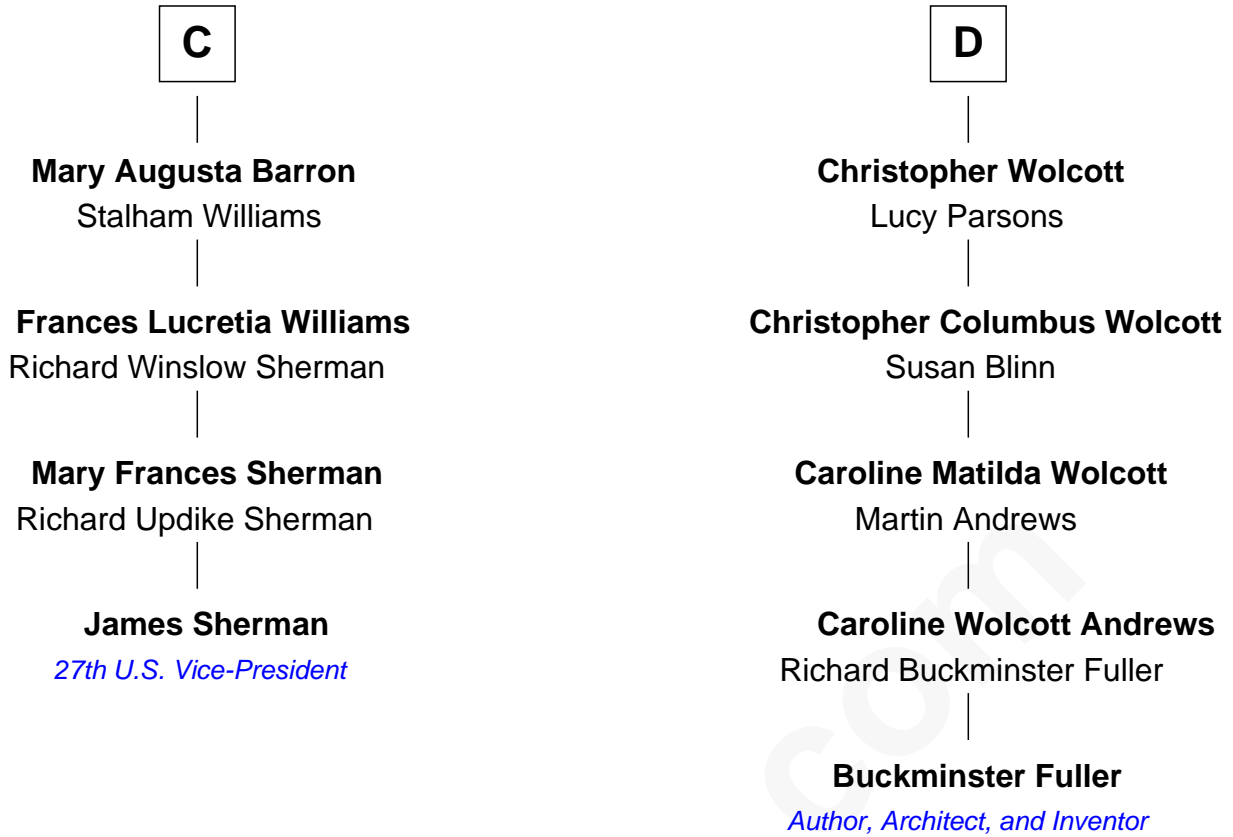 C
Mary Augusta Barron
Stalham Williams
Frances Lucretia Williams
Richard Winslow Sherman
Mary Frances Sherman
Richard Updike Sherman
James Sherman
27th U.S. Vice-President
D
Christopher Wolcott
Lucy Parsons
Christopher Columbus Wolcott
Susan Blinn
Caroline Matilda Wolcott
Martin Andrews
Caroline Wolcott Andrews
Richard Buckminster Fuller
Buckminster Fuller
Author, Architect, and Inventor
com